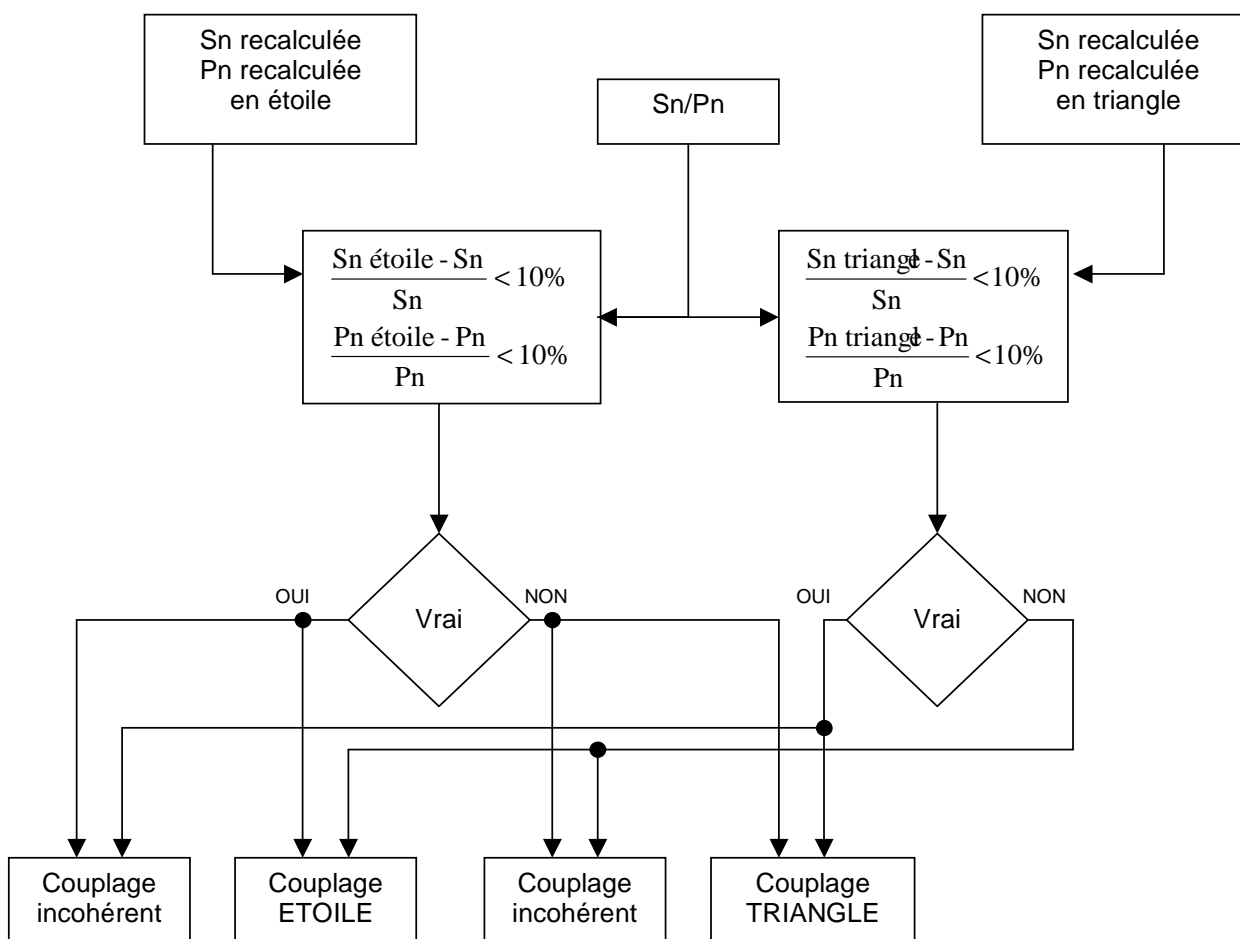 Sn recalculée
Pn recalculée
en étoile
Sn/Pn
Sn recalculée
Pn recalculée
en triangle
Sn étoile - Sn
Sn
< 10%
Pn étoile - Pn
Pn
< 10%
Sn triangle - Sn
Sn
< 10%
Pn triangle - Pn
Pn
< 10%
OUI
Vrai
NON
OUI
Vrai
NON
Couplage
incohérent
Couplage
ETOILE
Couplage
incohérent
Couplage
TRIANGLE